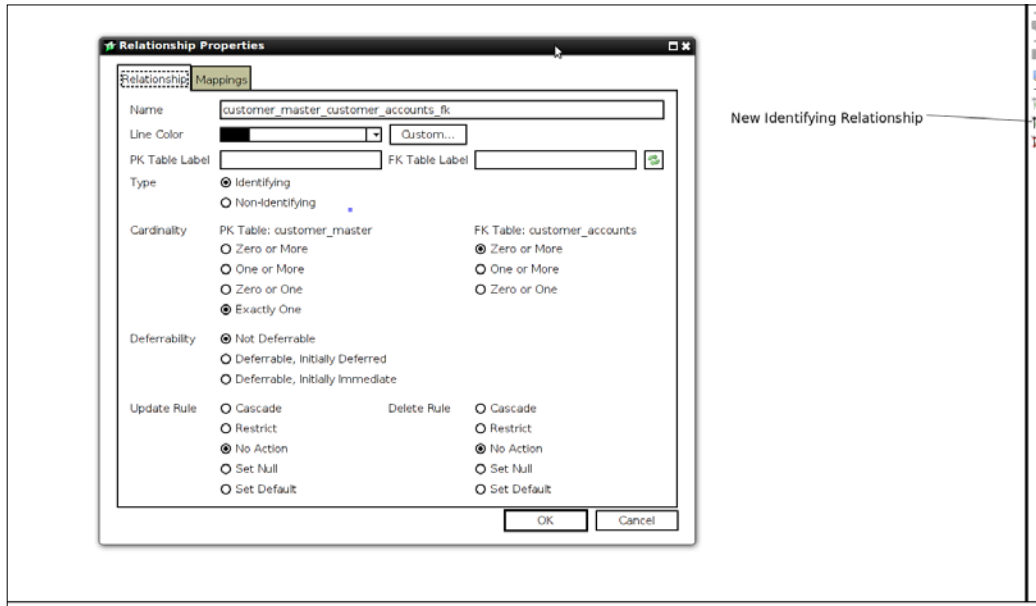 Relationship Properties
Relationship Mappings
Name customer_master_customer_accounts_fk
Line Color Custom...
PK Table Label FK Table Label
Type Identifying
Non-Identifying
Cardinality PK Table: customer_master FK Table: customer_accounts
Zero or More Zero or More
One or More One or More
Zero or One Zero or One
Exactly One
Deferrability Not Deferrable
Deferrable, Initially Deferred
Deferrable, Initially Immediate
Update Rule Cascade Delete Rule Cascade
Restrict Restrict
No Action No Action
Set Null Set Null
Set Default Set Default
OK Cancel
New Identifying Relationship